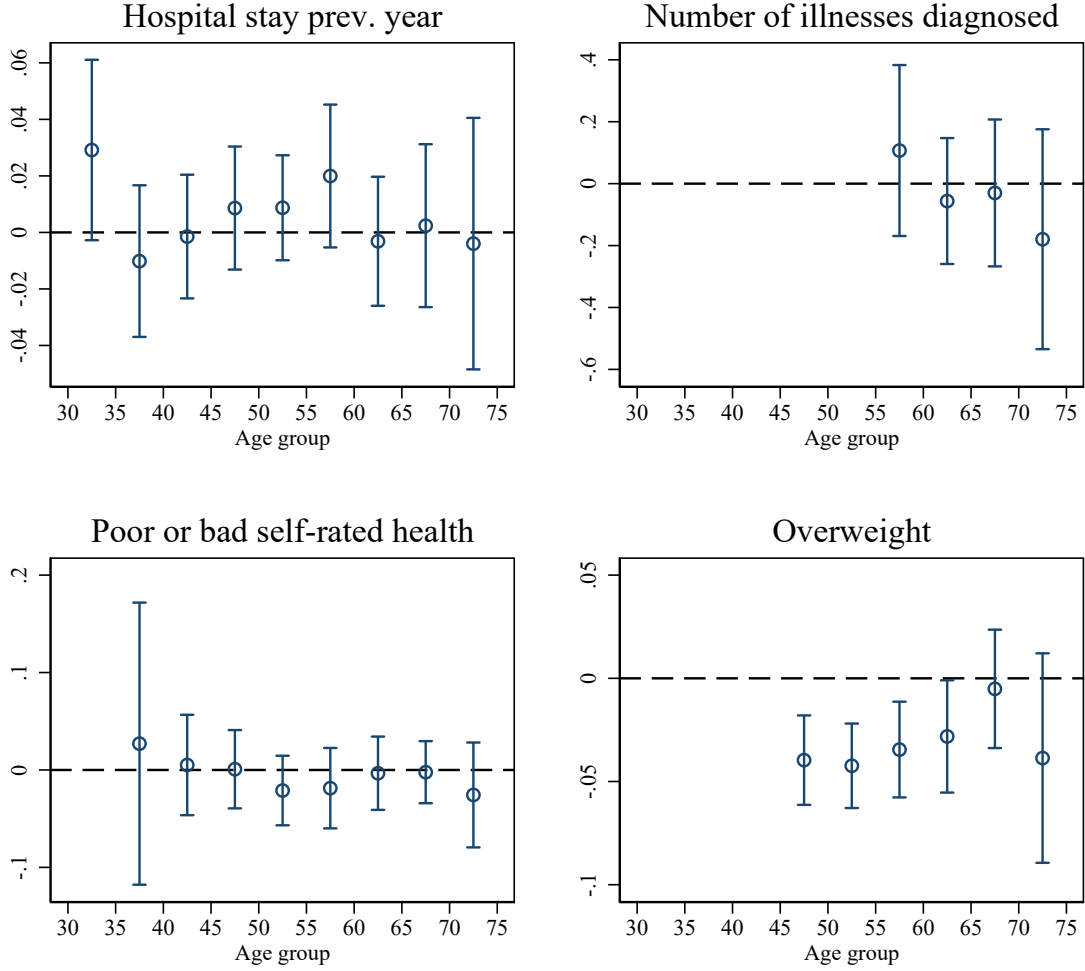 Hospital stay prev. year
.06
.04
.02
0
-.02
-.04
30 35 40 45 50 55 60 65 70 75
Age group
Number of illnesses diagnosed
.4
.2
0
-.2
-.4
-.6
30 35 40 45 50 55 60 65 70 75
Age group
Poor or bad self-rated health
.2
.1
0
-.1
30 35 40 45 50 55 60 65 70 75
Age group
Overweight
.05
0
-.05
-.1
30 35 40 45 50 55 60 65 70 75
Age group